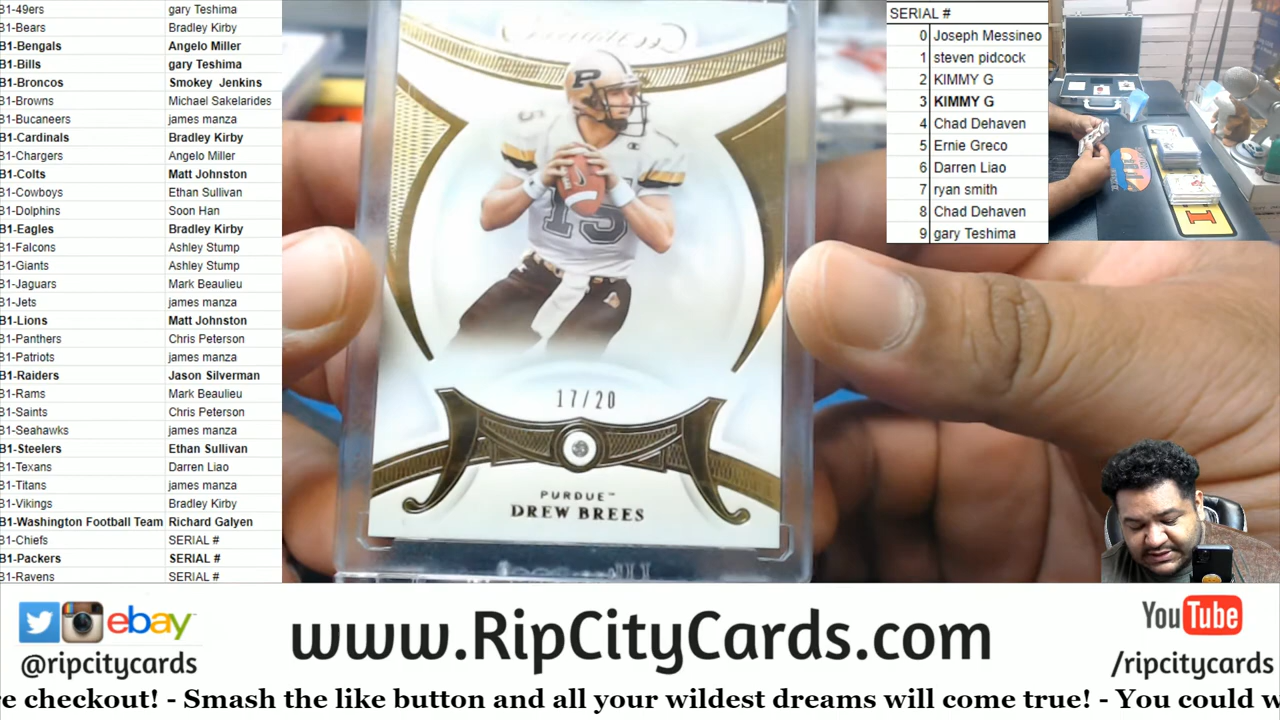 B1-49ers gary Teshima
B1-Bears Bradley Kirby
B1-Bengals Angelo Miller
B1-Bills gary Teshima
B1-Broncos Smokey Jenkins
B1-Browns Michael Sakelarides
B1-Bucaneers james manza
B1-Cardinals Bradley Kirby
B1-Chargers Angelo Miller
B1-Colts Matt Johnston
B1-Cowboys Ethan Sullivan
B1-Dolphins Soon Han
B1-Eagles Bradley Kirby
B1-Falcons Ashley Stump
B1-Giants Ashley Stump
B1-Jaguars Mark Beaulieu
B1-Jets james manza
B1-Lions Matt Johnston
B1-Panthers Chris Peterson
B1-Patriots james manza
B1-Raiders Jason Silverman
B1-Rams Mark Beaulieu
B1-Saints Chris Peterson
B1-Seahawks james manza
B1-Steelers Ethan Sullivan
B1-Texans Darren Liao
B1-Titans james manza
B1-Vikings Bradley Kirby
B1-Washington Football Team Richard Galyen
B1-Chiefs SERIAL #
B1-Packers SERIAL #
B1-Ravens SERIAL #
P
15
17/20
PURDUE™
DREW BREES
SERIAL #
0 Joseph Messineo
1 steven pidcock
2 KIMMY G
3 KIMMY G
4 Chad Dehaven
5 Ernie Greco
6 Darren Liao
7 ryan smith
8 Chad Dehaven
9 gary Teshima
ebay
@ripcitycards
www.RipCityCards.com
YouTube
/ripcitycards
e checkout! - Smash the like button and all your wildest dreams will come true! - You could w